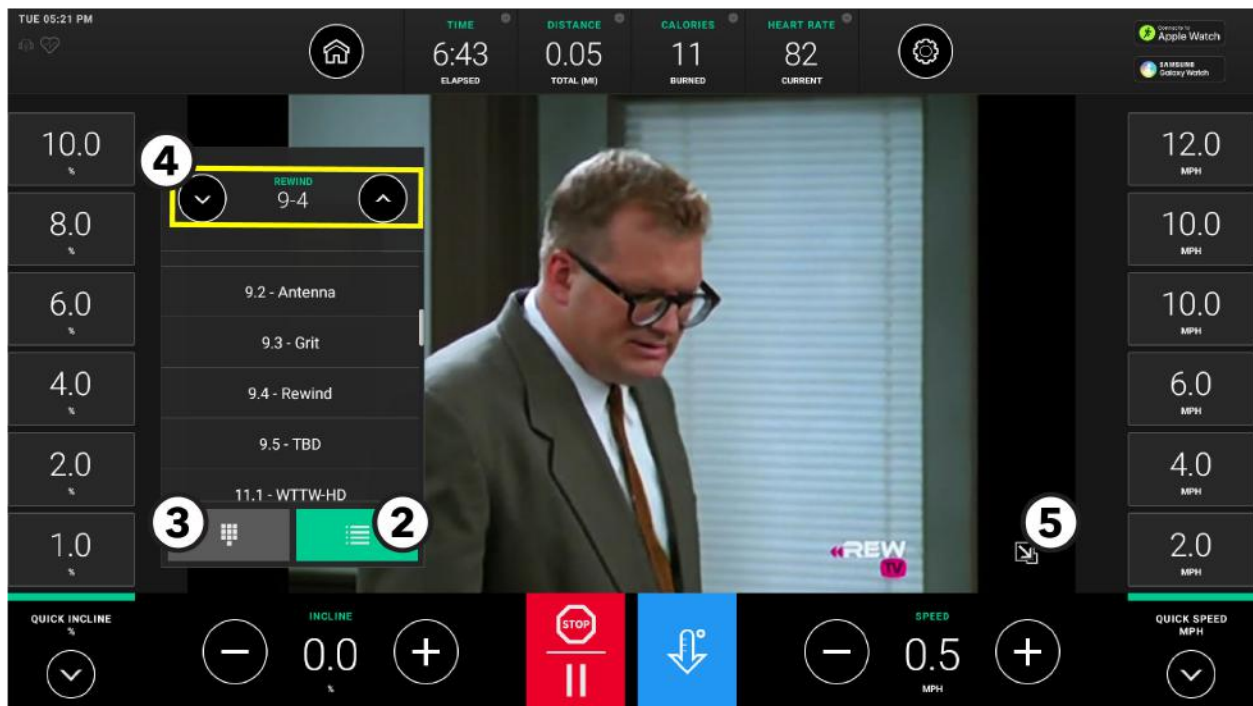 TUE 05:21 PM
TIME
6:43
ELAPSED
DISTANCE
0.05
TOTAL (MI)
CALORIES
11
BURNED
HEART RATE
82
CURRENT
Connects to
Apple Watch
SAMSUNG
Galaxy Watch
10.0
%
8.0
%
6.0
%
4.0
%
2.0
%
1.0
%
QUICK INCLINE
%
4
REWIND
9-4
9.2 - Antenna
9.3 - Grit
9.4 - Rewind
9.5 - TBD
11.1 - WTTW-HD
3
2
REW
TV
5
12.0
MPH
10.0
MPH
10.0
MPH
6.0
MPH
4.0
MPH
2.0
MPH
QUICK SPEED
MPH
INCLINE
0.0
%
STOP
SPEED
0.5
MPH